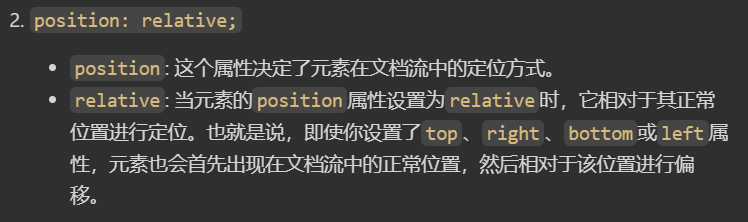 2. position: relative;
• position: 这个属性决定了元素在文档流中的定位方式。
• relative: 当元素的position属性设置为relative时，它相对于其正常
位置进行定位。也就是说，即使你设置了top、right、bottom或left属
性，元素也会首先出现在文档流中的正常位置，然后相对于该位置进行偏
移。